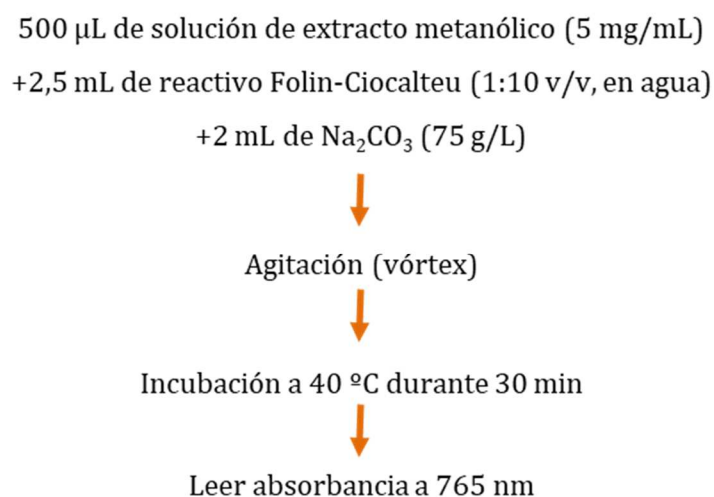 500 µL de solución de extracto metanólico (5 mg/mL)
+2,5 mL de reactivo Folin-Ciocalteu (1:10 v/v, en agua)
+2 mL de Na₂CO₃ (75 g/L)
Agitación (vórtex)
Incubación a 40 ºC durante 30 min
Leer absorbancia a 765 nm